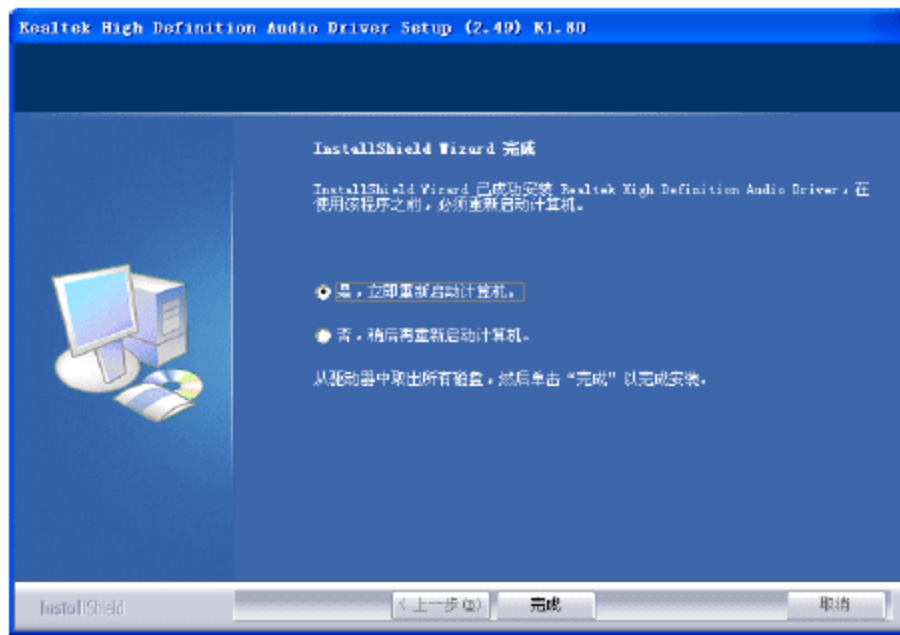 Realtek High Definition Audio Driver Setup (2.49) R1.80
InstallShield Wizard 完成
InstallShield Wizard 已成功安装 Realtek High Definition Audio Driver，在
使用该程序之前，必须重新启动计算机。
是，立即重新启动计算机。
否，稍后再重新启动计算机。
从驱动器中取出所有磁盘，然后单击“完成”以完成安装。
InstallShield
< 上一步(B)
完成
取消